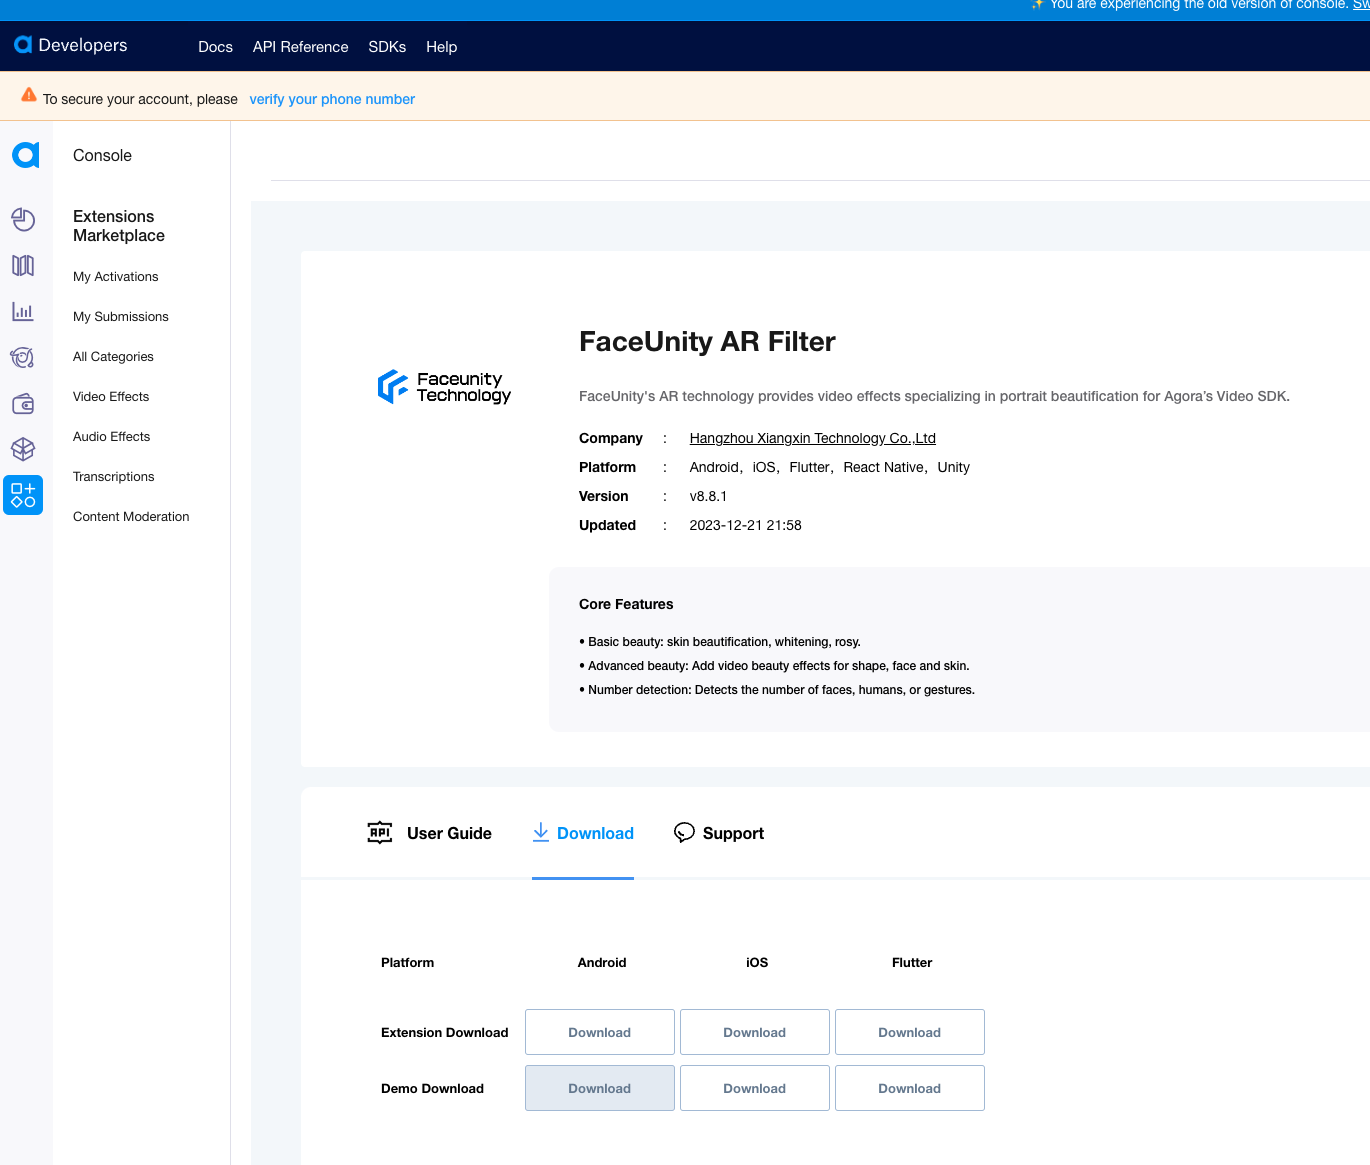 ✨ You are experiencing the old version of console.
Developers
Docs
API Reference
SDKs
Help
To secure your account, please verify your phone number
Console
Extensions
Marketplace
My Activations
My Submissions
All Categories
Video Effects
Audio Effects
Transcriptions
Content Moderation
Faceunity
Technology
FaceUnity AR Filter
FaceUnity's AR technology provides video effects specializing in portrait beautification for Agora’s Video SDK.
Company : Hangzhou Xiangxin Technology Co.,Ltd
Platform : Android, iOS, Flutter, React Native, Unity
Version : v8.8.1
Updated : 2023-12-21 21:58
Core Features
• Basic beauty: skin beautification, whitening, rosy.
• Advanced beauty: Add video beauty effects for shape, face and skin.
• Number detection: Detects the number of faces, humans, or gestures.
API User Guide
Download
Support
Platform Android iOS Flutter
Extension Download Download Download Download
Demo Download Download Download Download